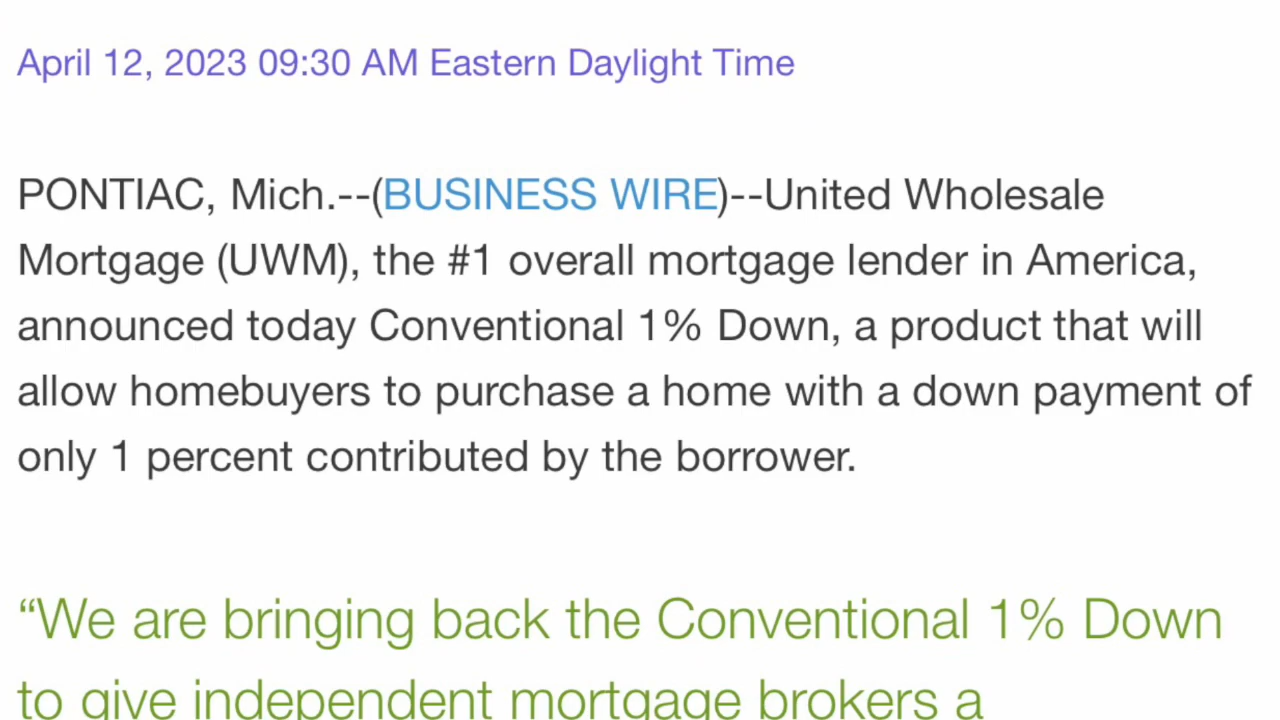 April 12, 2023 09:30 AM Eastern Daylight Time
PONTIAC, Mich.--(BUSINESS WIRE)--United Wholesale
Mortgage (UWM), the #1 overall mortgage lender in America,
announced today Conventional 1% Down, a product that will
allow homebuyers to purchase a home with a down payment of
only 1 percent contributed by the borrower.
“We are bringing back the Conventional 1% Down
to give independent mortgage brokers a